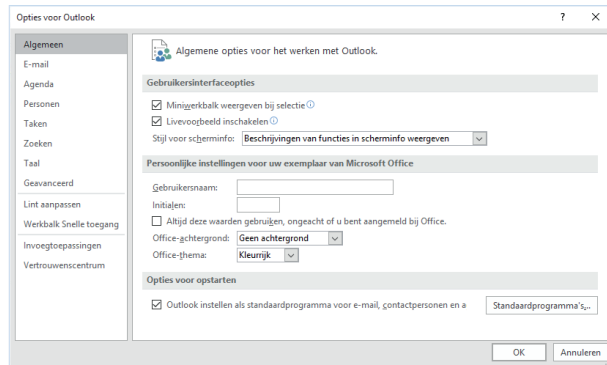 Opties voor Outlook
? ×
Algemeen
E-mail
Agenda
Personen
Taken
Zoeken
Taal
Geavanceerd
Lint aanpassen
Werkbalk Snelle toegang
Invoegtoepassingen
Vertrouwenscentrum
Algemene opties voor het werken met Outlook.
Gebruikersinterfaceopties
Miniwerkbalk weergeven bij selectie
Livevoorbeeld inschakelen
Stijl voor scherminfo: Beschrijvingen van functies in scherminfo weergeven
Persoonlijke instellingen voor uw exemplaar van Microsoft Office
Gebruikersnaam:
Initialen:
Altijd deze waarden gebruiken, ongeacht of u bent aangemeld bij Office.
Office-achtergrond: Geen achtergrond
Office-thema: Kleurrijk
Opties voor opstarten
Outlook instellen als standaardprogramma voor e-mail, contactpersonen en a Standaardprogramma's...
OK Annuleren